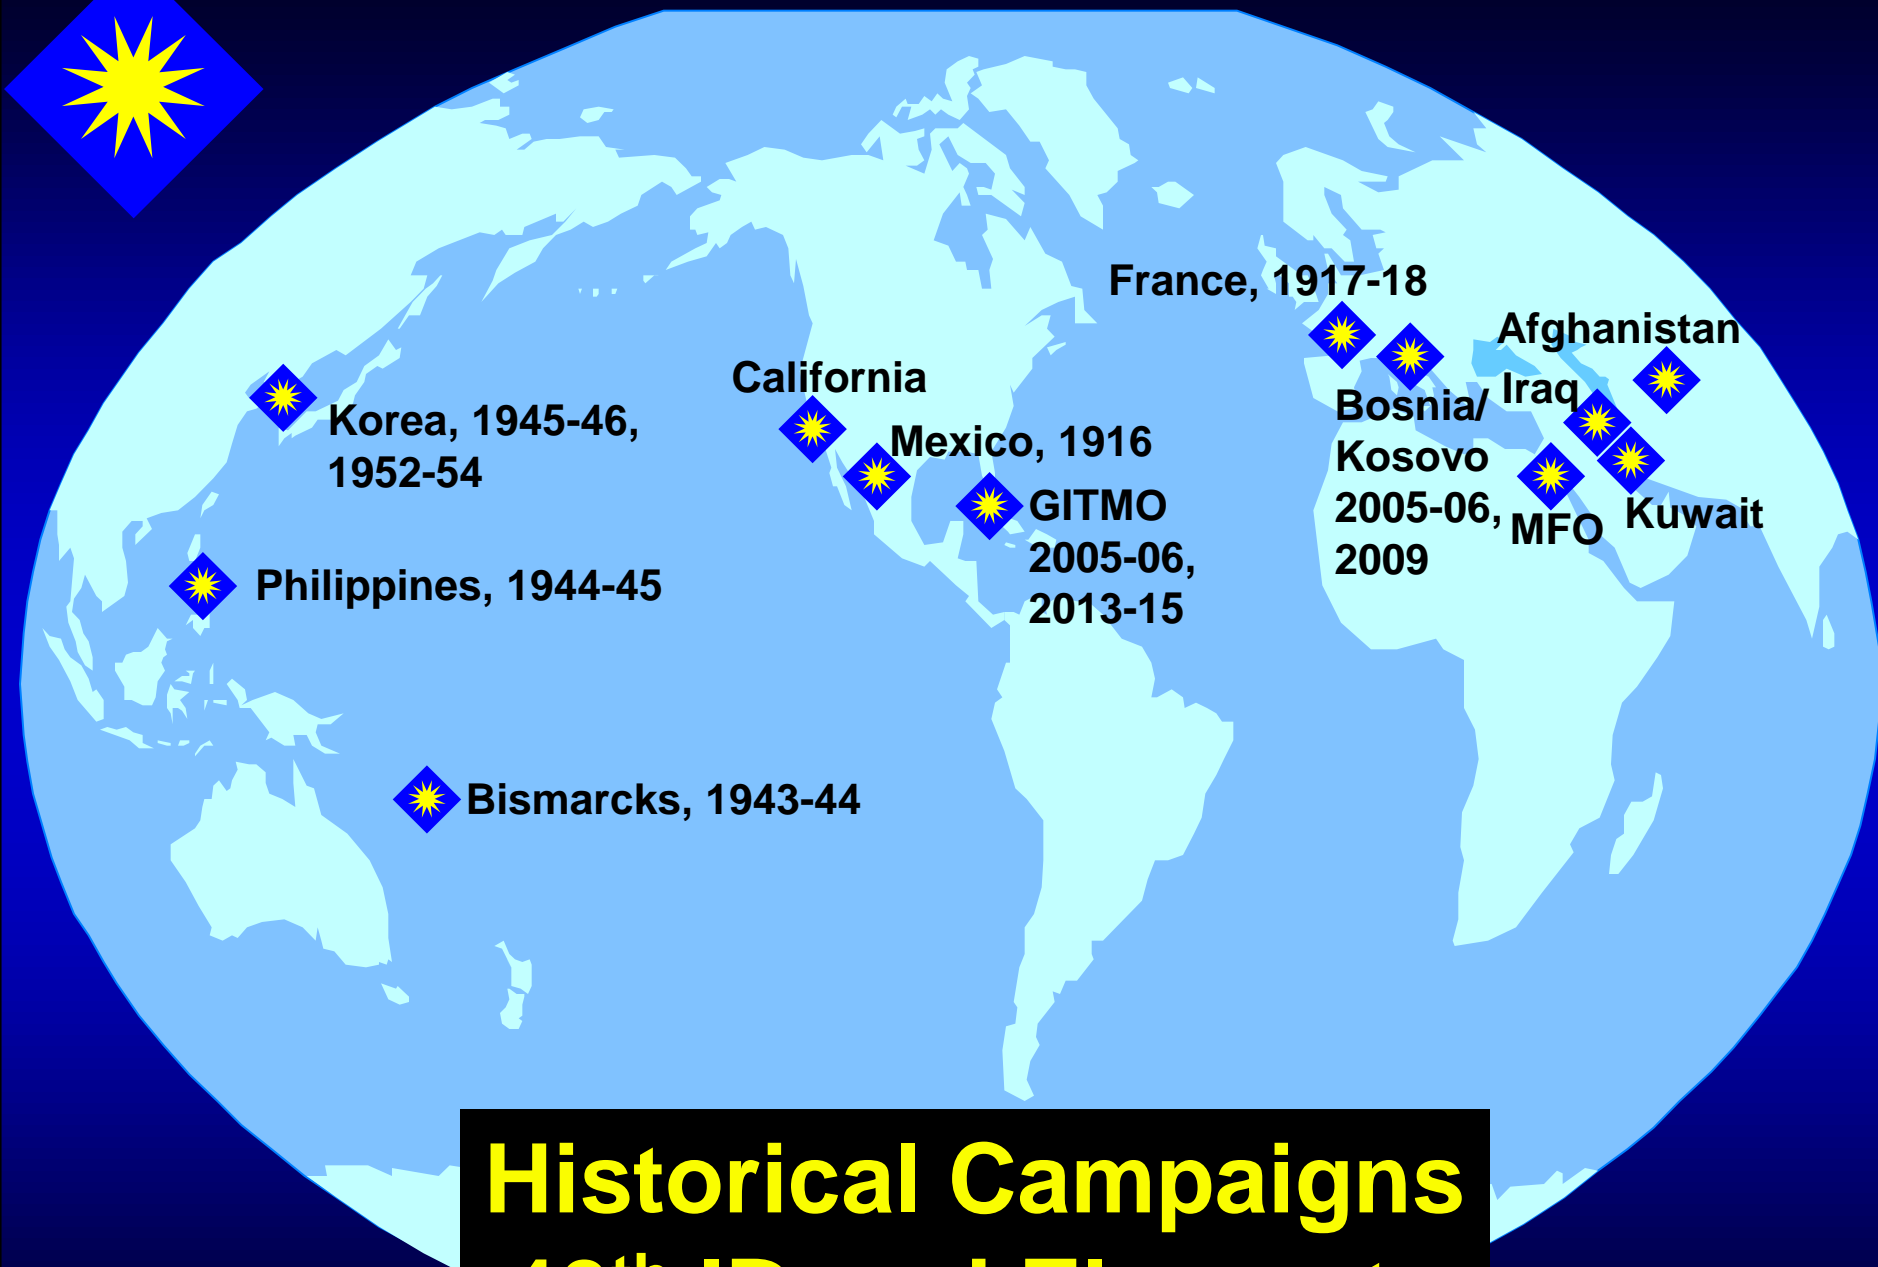 France, 1917-18
Afghanistan
California
Iraq
Bosnia/
Kosovo
2005-06,
2009
Korea, 1945-46,
1952-54
Mexico, 1916
GITMO
2005-06,
2013-15
MFO
Kuwait
Philippines, 1944-45
Bismarcks, 1943-44
Historical Campaigns